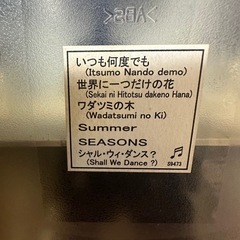 >ABS<
いつも何度でも
(Itsumo Nando demo)
世界に一つだけの花
(Sekai ni Hitotsu dakeno Hana)
ワダツミの木
(Wadatsumi no Ki)
Summer
SEASONS
シャル・ウィ・ダンス？
(Shall We Dance ?)
S9473